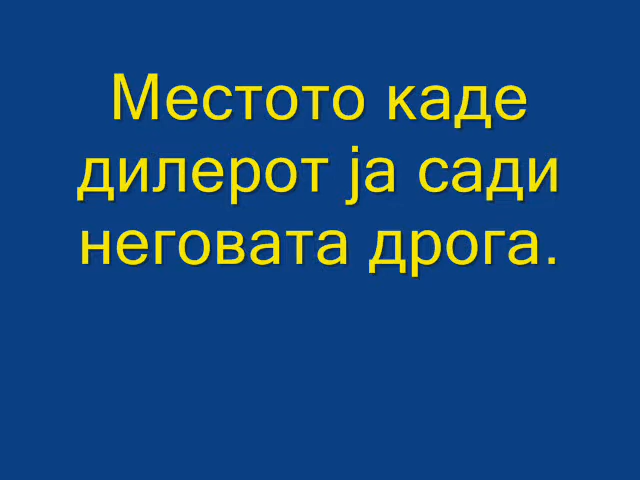 Местото каде
дилерот ја сади
неговата дрога.